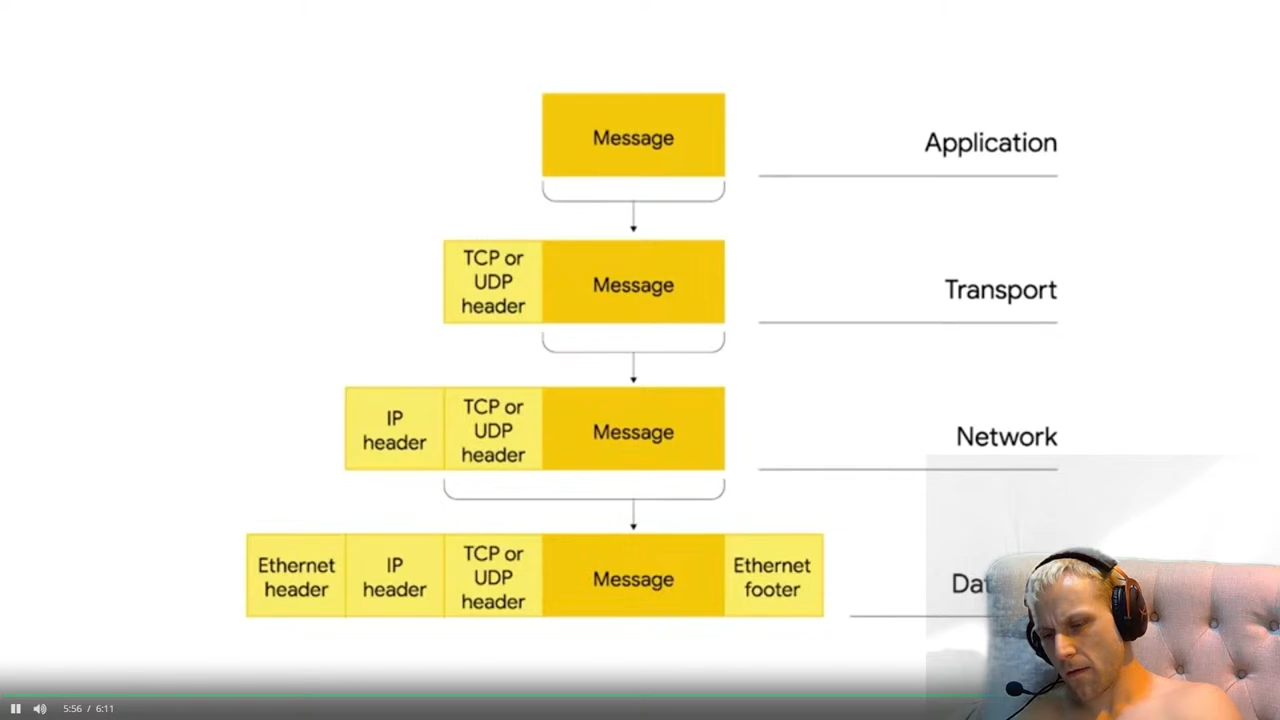 Message
Application
TCP or
UDP
header
Message
Transport
IP
header
TCP or
UDP
header
Message
Network
Ethernet
header
IP
header
TCP or
UDP
header
Message
Ethernet
footer
Dat
5:56 / 6:11